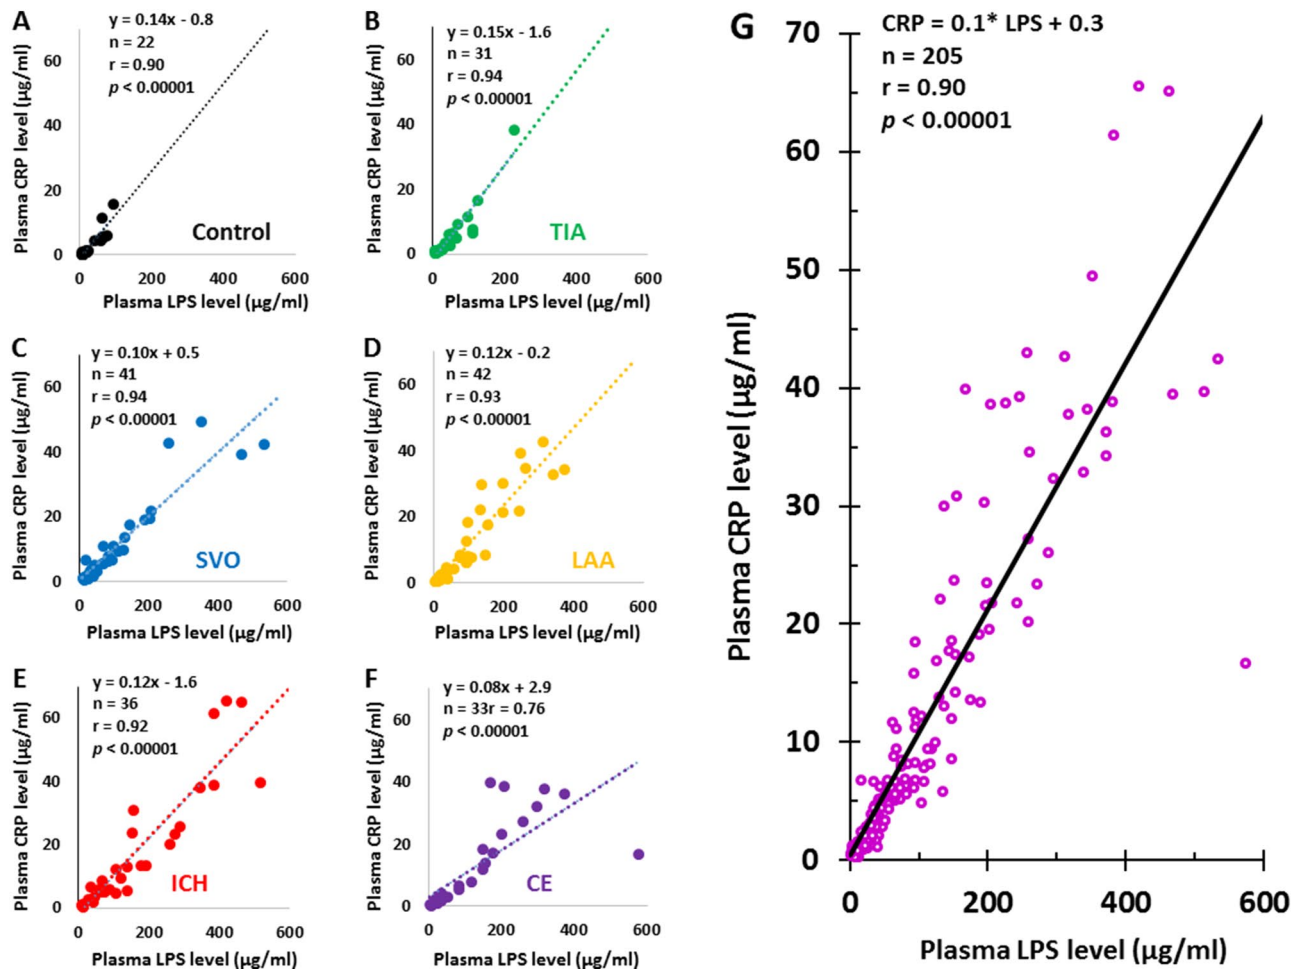 A
y = 0.14x - 0.8
n = 22
r = 0.90
p < 0.00001
60
40
20
0
Plasma CRP level (µg/ml)
Control
0 200 400 600
Plasma LPS level (µg/ml)
B
y = 0.15x - 1.6
n = 31
r = 0.94
p < 0.00001
60
40
20
0
Plasma CRP level (µg/ml)
TIA
0 200 400 600
Plasma LPS level (µg/ml)
C
y = 0.10x + 0.5
n = 41
r = 0.94
p < 0.00001
60
40
20
0
Plasma CRP level (µg/ml)
SVO
0 200 400 600
Plasma LPS level (µg/ml)
D
y = 0.12x - 0.2
n = 42
r = 0.93
p < 0.00001
60
40
20
0
Plasma CRP level (µg/ml)
LAA
0 200 400 600
Plasma LPS level (µg/ml)
E
y = 0.12x - 1.6
n = 36
r = 0.92
p < 0.00001
60
40
20
0
Plasma CRP level (µg/ml)
ICH
0 200 400 600
Plasma LPS level (µg/ml)
F
y = 0.08x + 2.9
n = 33r = 0.76
p < 0.00001
60
40
20
0
Plasma CRP level (µg/ml)
CE
0 200 400 600
Plasma LPS level (µg/ml)
G
CRP = 0.1* LPS + 0.3
n = 205
r = 0.90
p < 0.00001
70
60
50
40
30
20
10
0
Plasma CRP level (µg/ml)
0 200 400 600
Plasma LPS level (µg/ml)